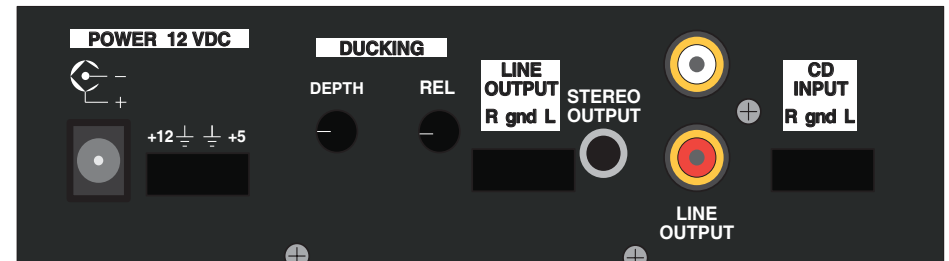 POWER 12 VDC
- 
+
+12 +5
DUCKING
DEPTH REL
LINE
OUTPUT
R gnd L
STEREO
OUTPUT
LINE
OUTPUT
CD
INPUT
R gnd L